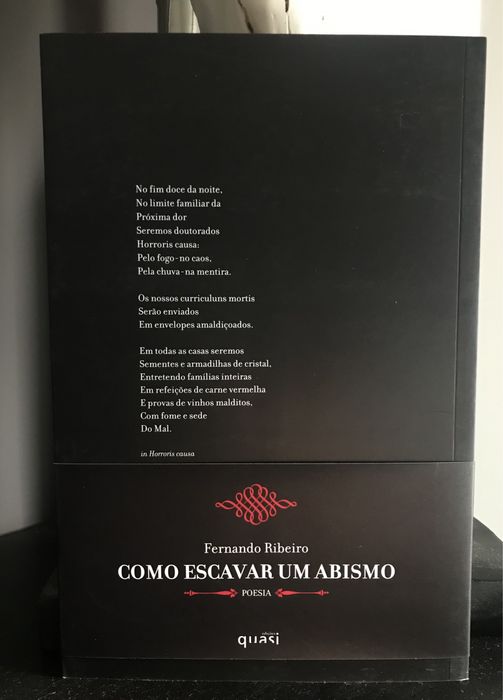 No fim doce da noite,
No limite familiar da
Próxima dor
Seremos doutorados
Horroris causa:
Pelo fogo-no caos,
Pela chuva-na mentira.
Os nossos curriculuns mortis
Serão enviados
Em envelopes amaldiçoados.
Em todas as casas seremos
Sementes e armadilhas de cristal,
Entretendo famílias inteiras
Em refeições de carne vermelha
E provas de vinhos malditos,
Com fome e sede
Do Mal.
in Horroris causa
Fernando Ribeiro
COMO ESCAVAR UM ABISMO
POESIA
quasi